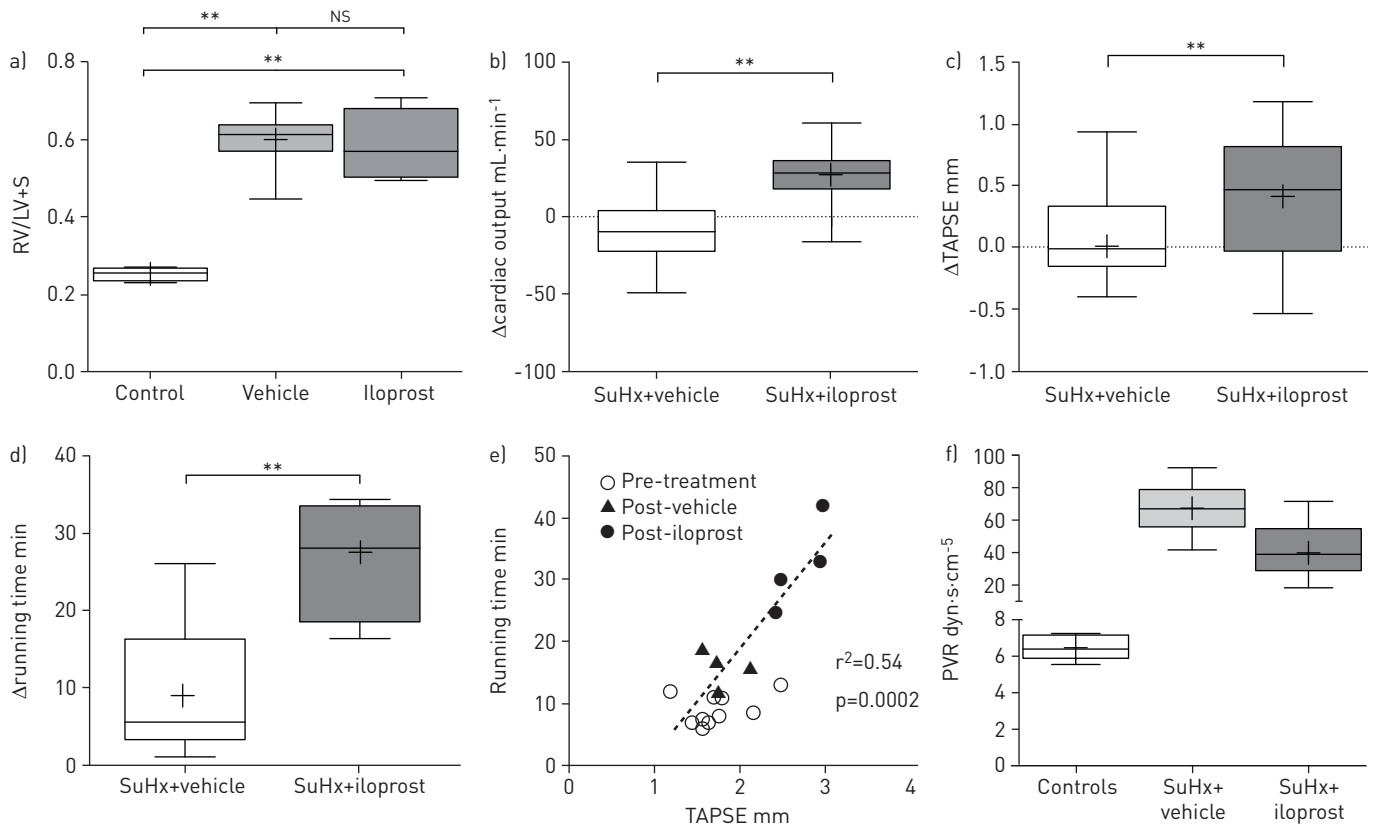 a)
** NS
**
0.8
0.6
0.4
0.2
0.0
RV/LV+S
Control Vehicle Iloprost
b)
**
100
50
0
-50
-100
Δcardiac output mL·min-1
SuHx+vehicle SuHx+iloprost
c)
**
1.5
1.0
0.5
0.0
-0.5
-1.0
ΔTAPSE mm
SuHx+vehicle SuHx+iloprost
d)
**
40
30
20
10
0
Δrunning time min
SuHx+vehicle SuHx+iloprost
e)
50
40
30
20
10
0
Running time min
Pre-treatment
Post-vehicle
Post-iloprost
r2=0.54
p=0.0002
0 1 2 3 4
TAPSE mm
f)
100
80
60
40
20
8
6
4
2
0
PVR dyn·s·cm-5
Controls SuHx+ SuHx+
vehicle iloprost